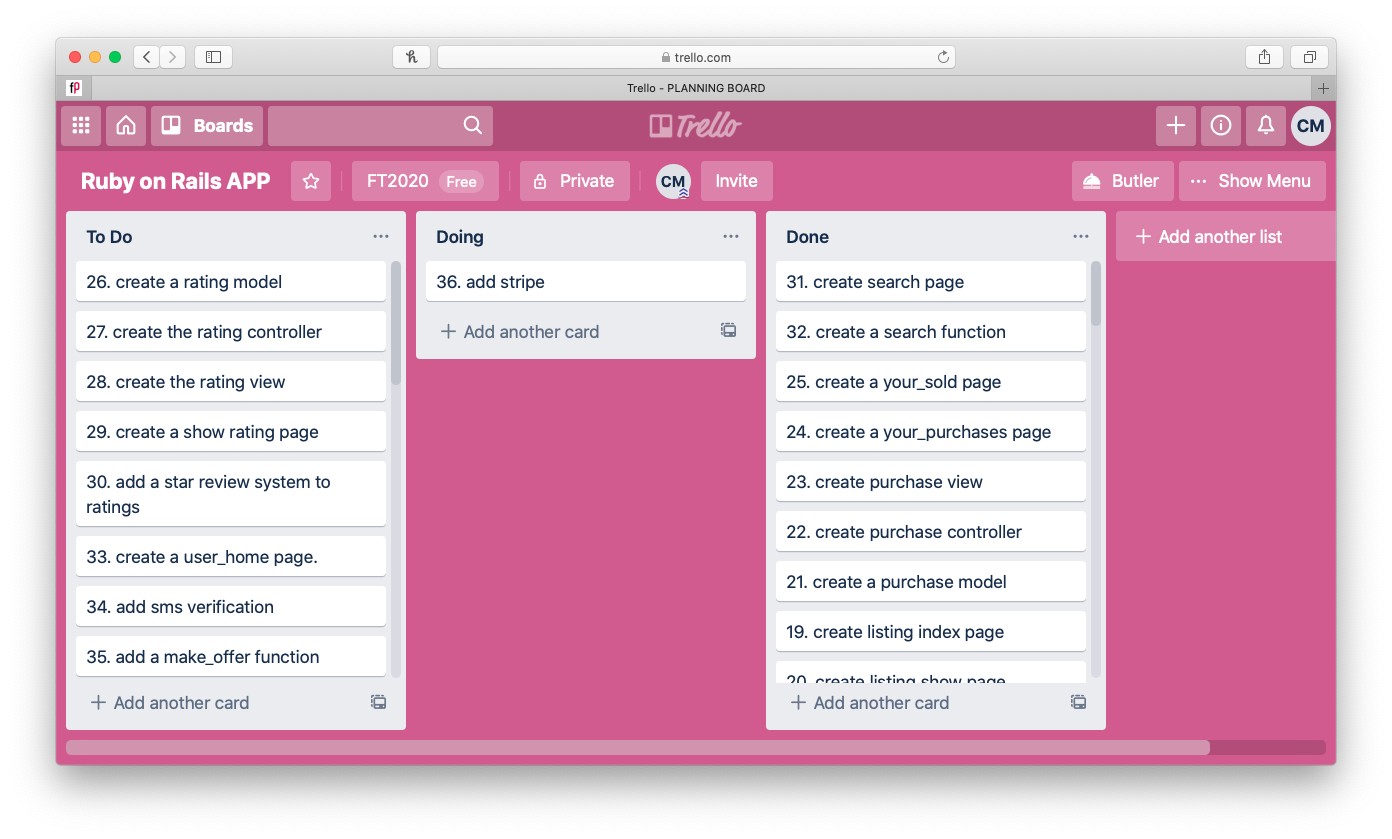 trello.com
fp
Trello - PLANNING BOARD
Boards
Trello
CM
Ruby on Rails APP
FT2020 Free
Private
CM
Invite
Butler
... Show Menu
To Do
26. create a rating model
27. create the rating controller
28. create the rating view
29. create a show rating page
30. add a star review system to
ratings
33. create a user_home page.
34. add sms verification
35. add a make_offer function
+ Add another card
Doing
36. add stripe
+ Add another card
Done
31. create search page
32. create a search function
25. create a your_sold page
24. create a your_purchases page
23. create purchase view
22. create purchase controller
21. create a purchase model
19. create listing index page
20. create listing show page
+ Add another card
+ Add another list